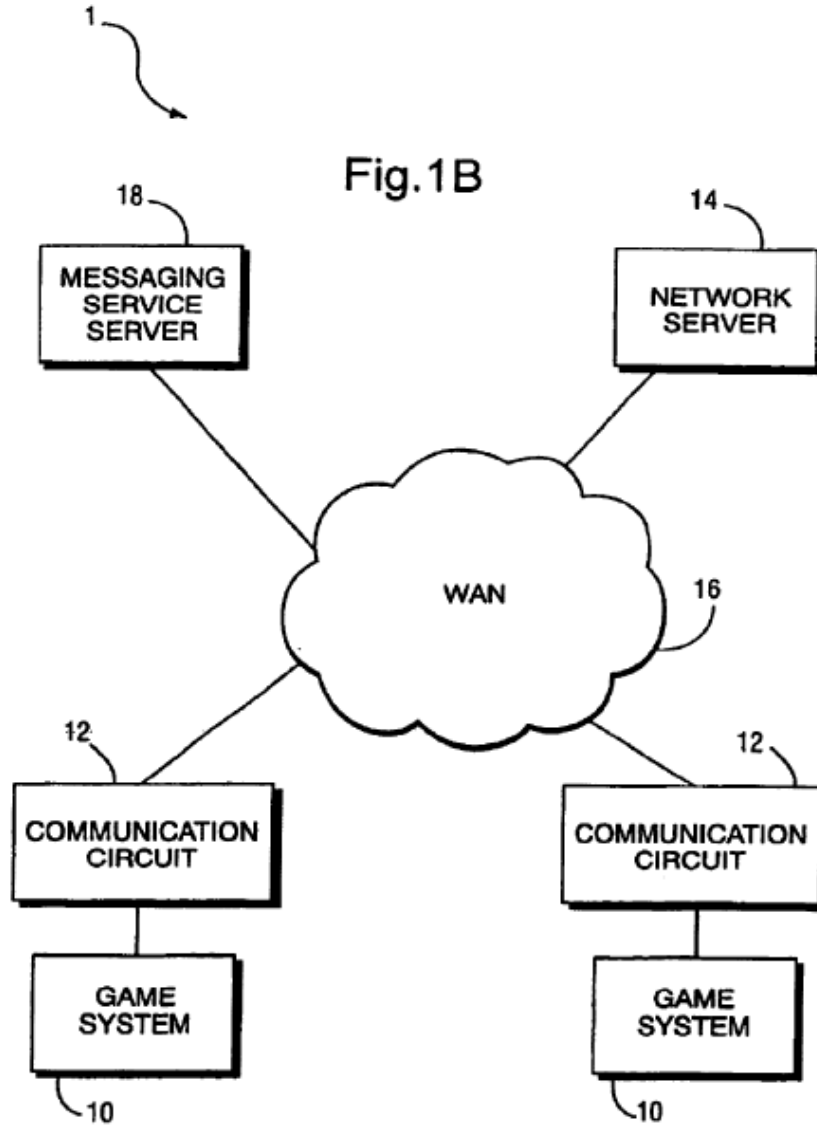 1
Fig.1B
18
14
MESSAGING
SERVICE
SERVER
NETWORK
SERVER
WAN
16
12
12
COMMUNICATION
CIRCUIT
COMMUNICATION
CIRCUIT
GAME
SYSTEM
GAME
SYSTEM
10
10